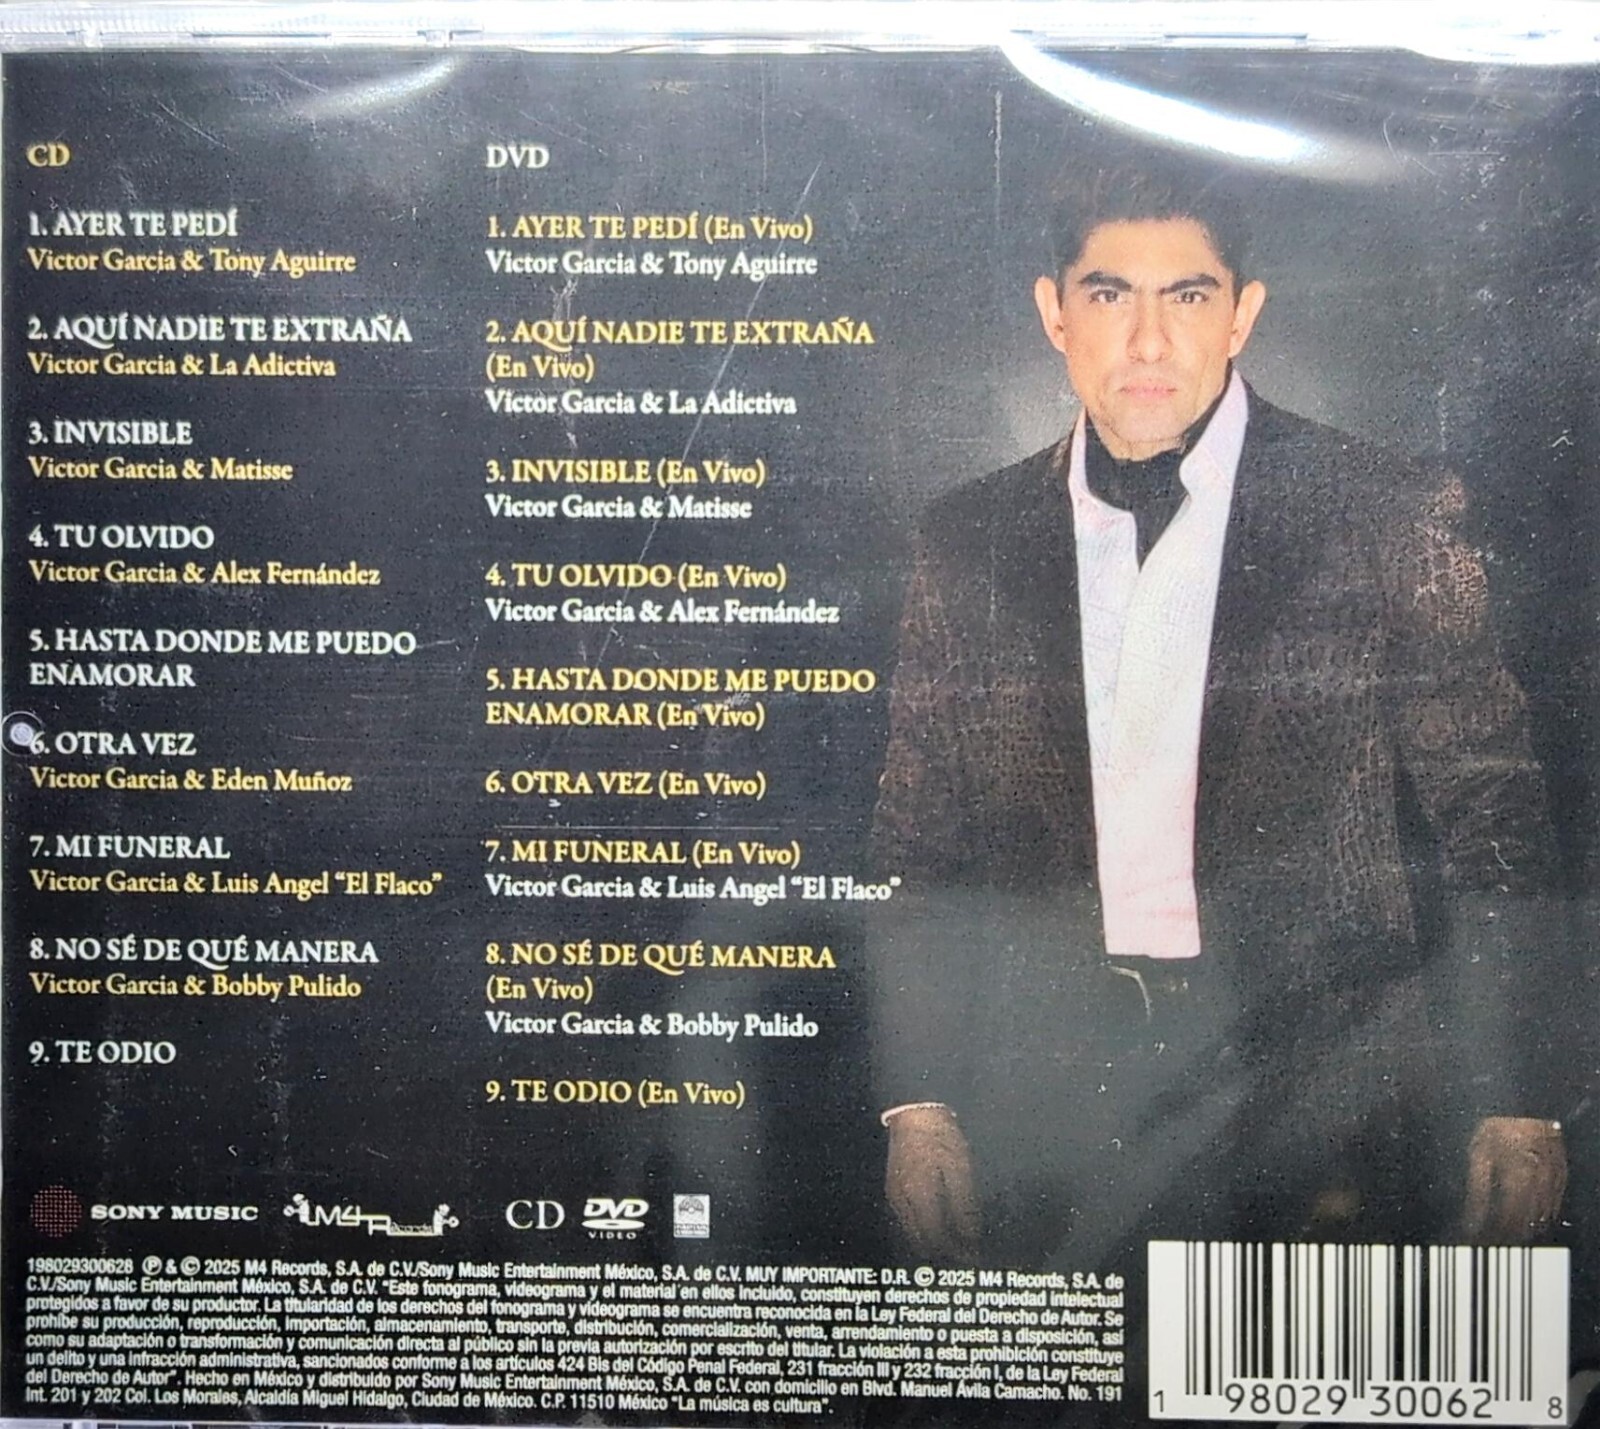 CD
1. AYER TE PEDÍ
Victor Garcia & Tony Aguirre
2. AQUÍ NADIE TE EXTRAÑA
Victor Garcia & La Adictiva
3. INVISIBLE
Victor Garcia & Matisse
4. TU OLVIDO
Victor Garcia & Alex Fernández
5. HASTA DONDE ME PUEDO
ENAMORAR
6. OTRA VEZ
Victor Garcia & Eden Muñoz
7. MI FUNERAL
Victor Garcia & Luis Angel “El Flaco”
8. NO SÉ DE QUÉ MANERA
Victor Garcia & Bobby Pulido
9. TE ODIO
DVD
1. AYER TE PEDÍ (En Vivo)
Victor Garcia & Tony Aguirre
2. AQUÍ NADIE TE EXTRAÑA
(En Vivo)
Victor Garcia & La Adictiva
3. INVISIBLE (En Vivo)
Victor Garcia & Matisse
4. TU OLVIDO (En Vivo)
Victor Garcia & Alex Fernández
5. HASTA DONDE ME PUEDO
ENAMORAR (En Vivo)
6. OTRA VEZ (En Vivo)
7. MI FUNERAL (En Vivo)
Victor Garcia & Luis Angel “El Flaco”
8. NO SÉ DE QUÉ MANERA
(En Vivo)
Victor Garcia & Bobby Pulido
9. TE ODIO (En Vivo)
SONY MUSIC M4 Records CD DVD VIDEO
198029300628 Ⓟ & © 2025 M4 Records, S.A. de C.V./Sony Music Entertainment México, S.A. de C.V. MUY IMPORTANTE: D.R. © 2025 M4 Records, S.A. de
C.V./Sony Music Entertainment México, S.A. de C.V. “Este fonograma, videograma y el material en ellos incluido, constituyen derechos de propiedad intelectual
protegidos a favor de su productor. La titularidad de los derechos del fonograma y videograma se encuentra reconocida en la Ley Federal del Derecho de Autor. Se
prohíbe su producción, reproducción, importación, almacenamiento, transporte, distribución, comercialización, venta, arrendamiento o puesta a disposición, así
como su adaptación o transformación y comunicación directa al público sin la previa autorización por escrito del titular. La violación a esta prohibición constituye
un delito y una infracción administrativa, sancionados conforme a los artículos 424 Bis del Código Penal Federal, 231 fracción III y 232 fracción I, de la Ley Federal
del Derecho de Autor”. Hecho en México y distribuido por Sony Music Entertainment México, S.A. de C.V. con domicilio en Blvd. Manuel Ávila Camacho. No. 191
Int. 201 y 202 Col. Los Morales, Alcaldía Miguel Hidalgo, Ciudad de México. C.P. 11510 México “La música es cultura”.
1 98029 30062 8